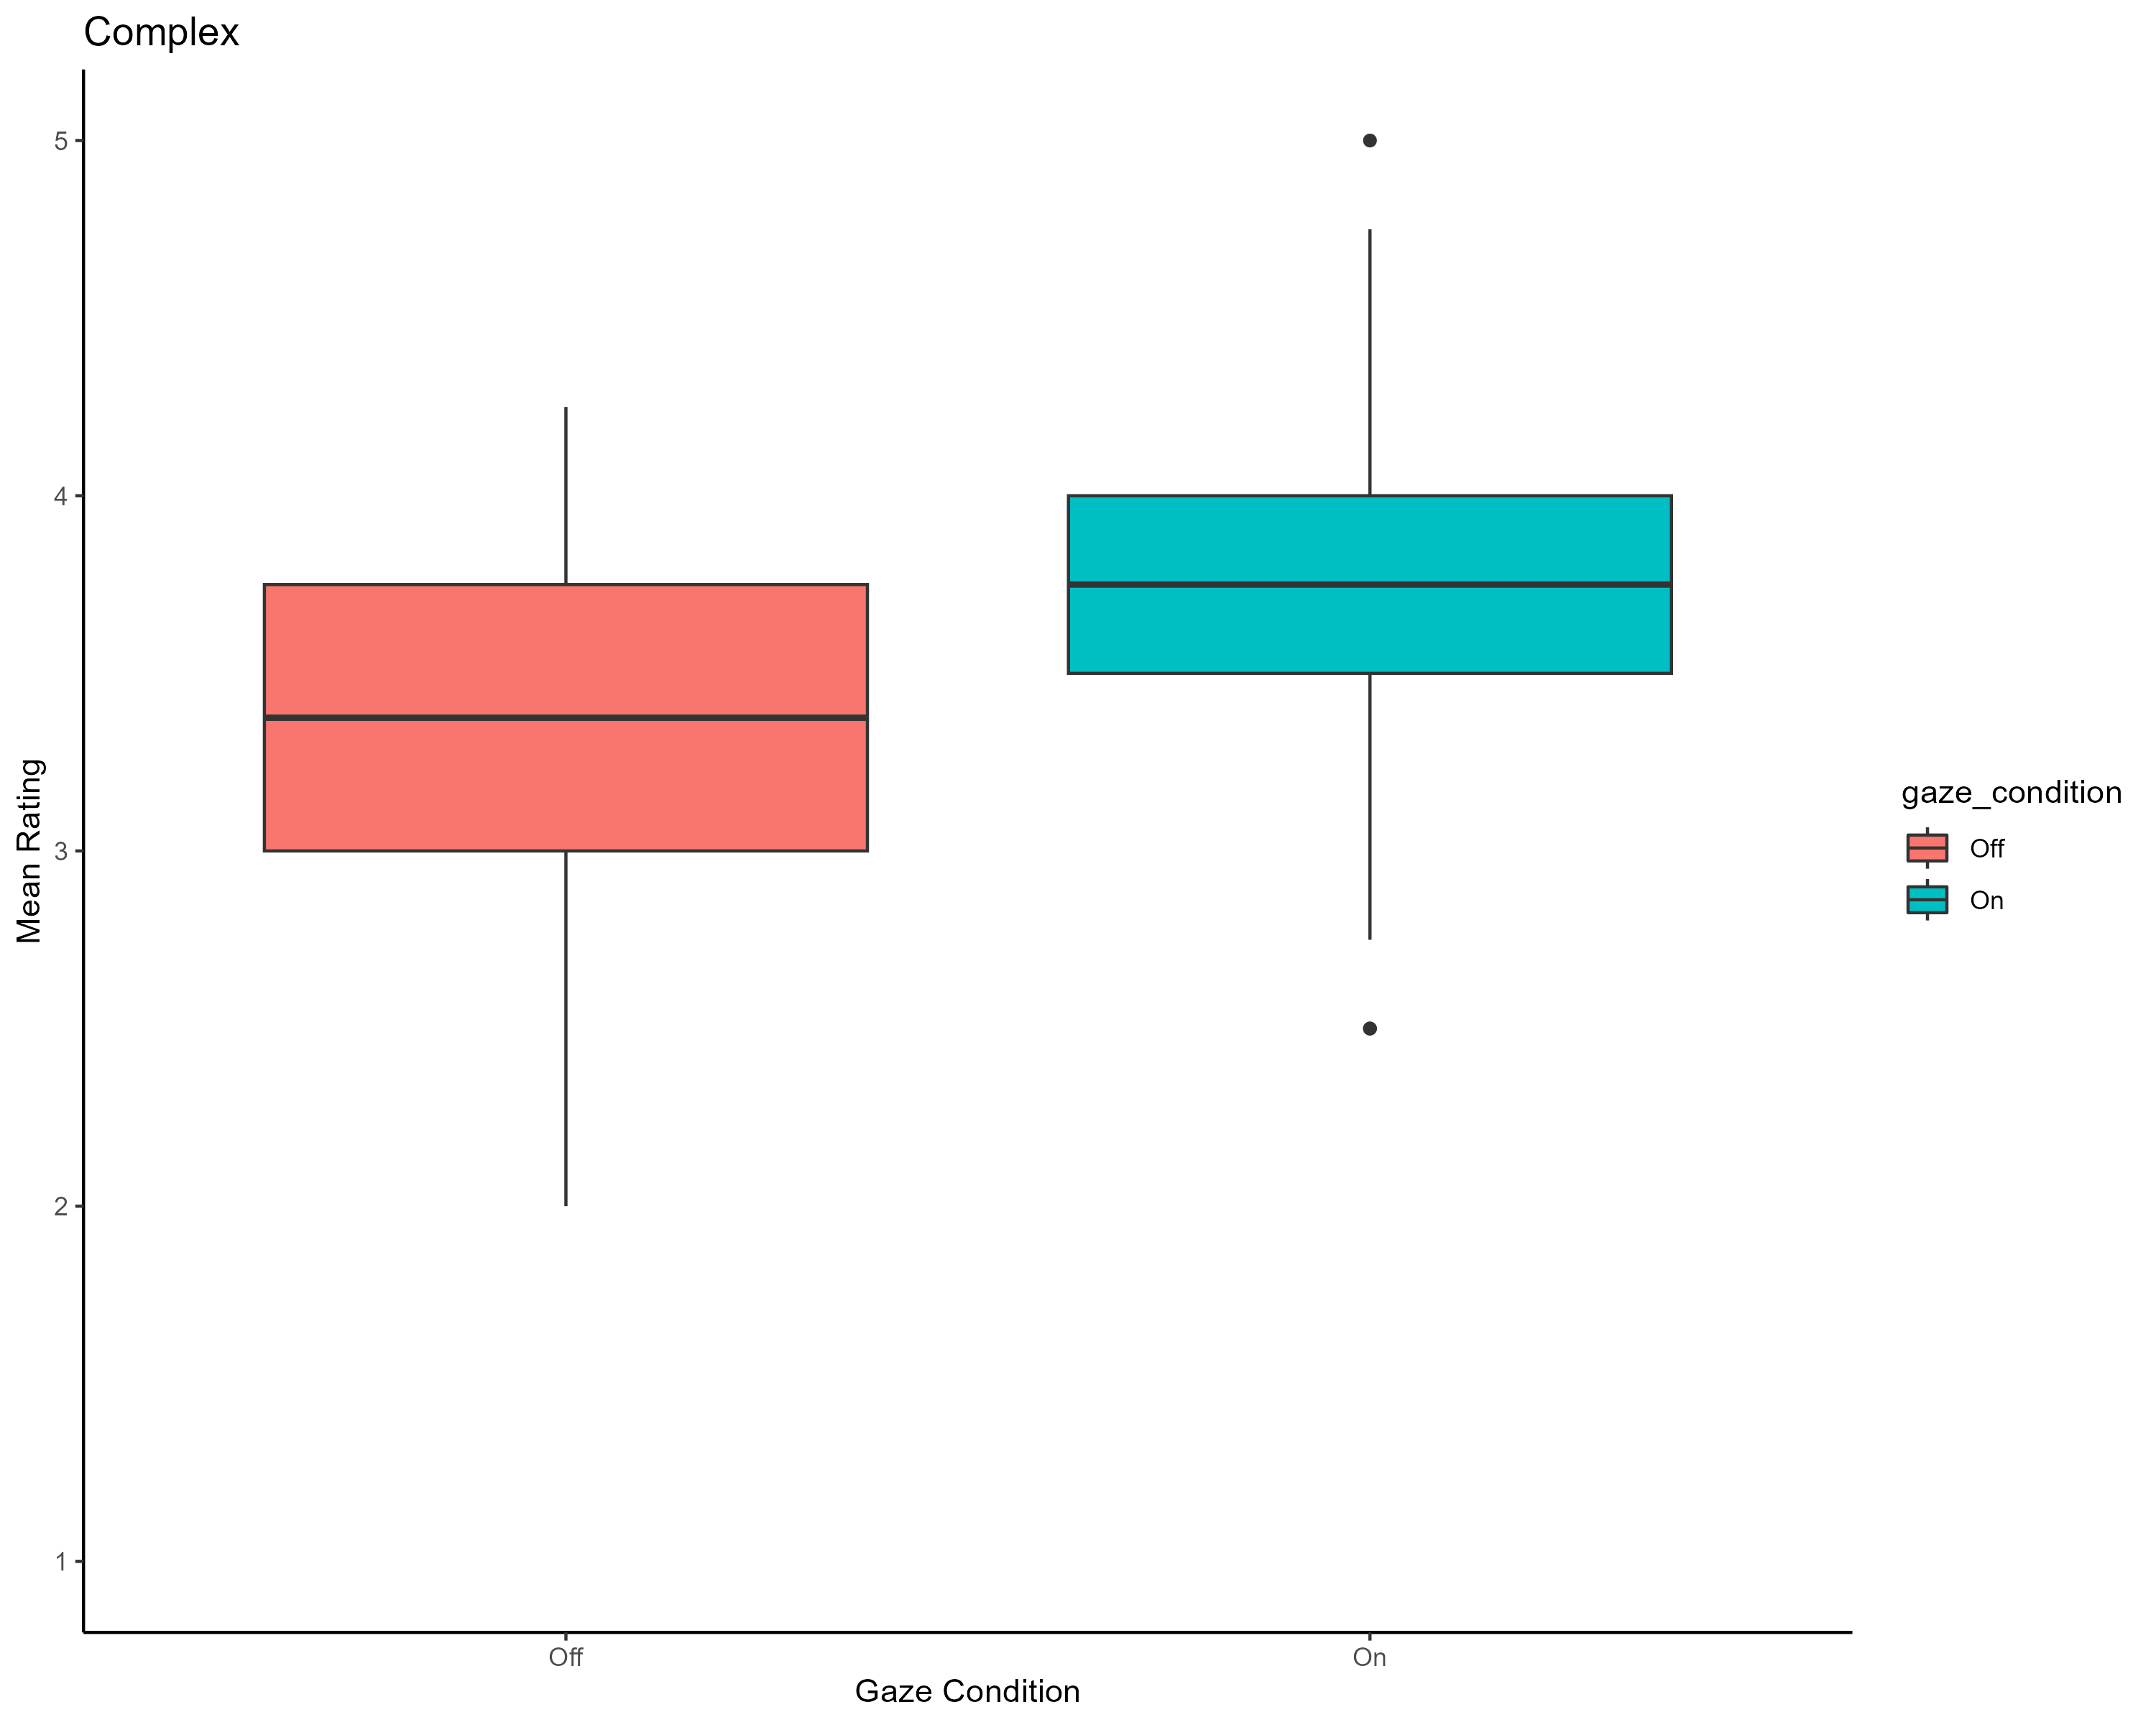 Complex
Mean Rating
5
4
3
2
1
Off
On
Gaze Condition
gaze_condition
Off
On